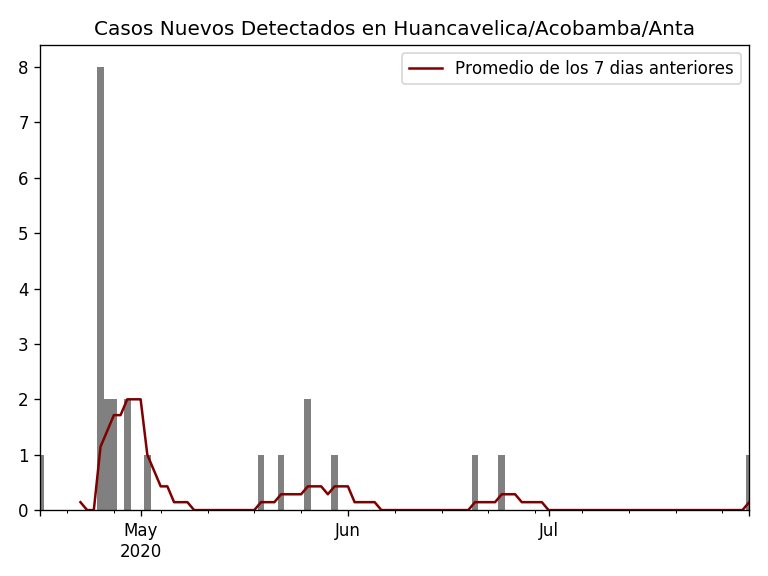 Casos Nuevos Detectados en Huancavelica/Acobamba/Anta
Promedio de los 7 dias anteriores
8
7
6
5
4
3
2
1
0
May
2020
Jun
Jul